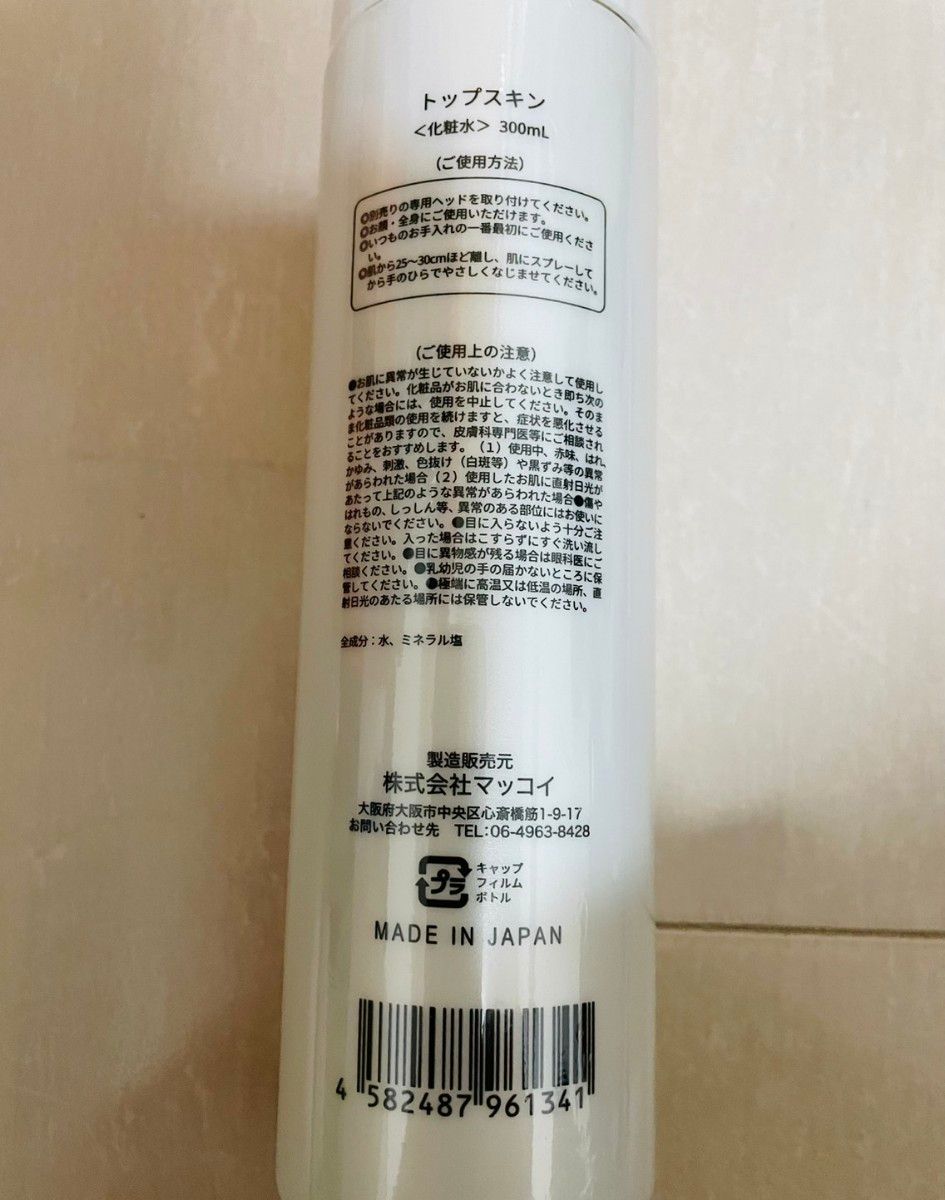 トップスキン
<化粧水> 300mL
(ご使用方法)
◎別売りの専用ヘッドを取り付けてください。
◎お顔・全身にご使用いただけます。
◎いつものお手入れの一番最初にご使用くださ
い。
◎肌から25~30cmほど離し、肌にスプレーして
から手のひらでやさしくなじませてください。
(ご使用上の注意)
●お肌に異常が生じていないかよく注意して使用し
てください。化粧品がお肌に合わないとき即ち次の
ような場合には、使用を中止してください。そのま
ま化粧品類の使用を続けますと、症状を悪化させる
ことがありますので、皮膚科専門医等にご相談され
ることをおすすめします。(1)使用中、赤味、はれ、
かゆみ、刺激、色抜け(白斑等)や黒ずみ等の異常
があらわれた場合(2)使用したお肌に直射日光が
あたって上記のような異常があらわれた場合●傷や
はれもの、しっしん等、異常のある部位にはお使いに
ならないでください。●目に入らないよう十分ご注
意ください。入った場合はこすらずにすぐ洗い流し
てください。●目に異物感が残る場合は眼科医にご
相談ください。●乳幼児の手の届かないところに保
管してください。●極端に高温又は低温の場所、直
射日光のあたる場所には保管しないでください。
全成分:水、ミネラル塩
製造販売元
株式会社マッコイ
大阪府大阪市中央区心斎橋筋1-9-17
お問い合わせ先 TEL:06-4963-8428
プラ
キャップ
フィルム
ボトル
MADE IN JAPAN
4 582487 961341